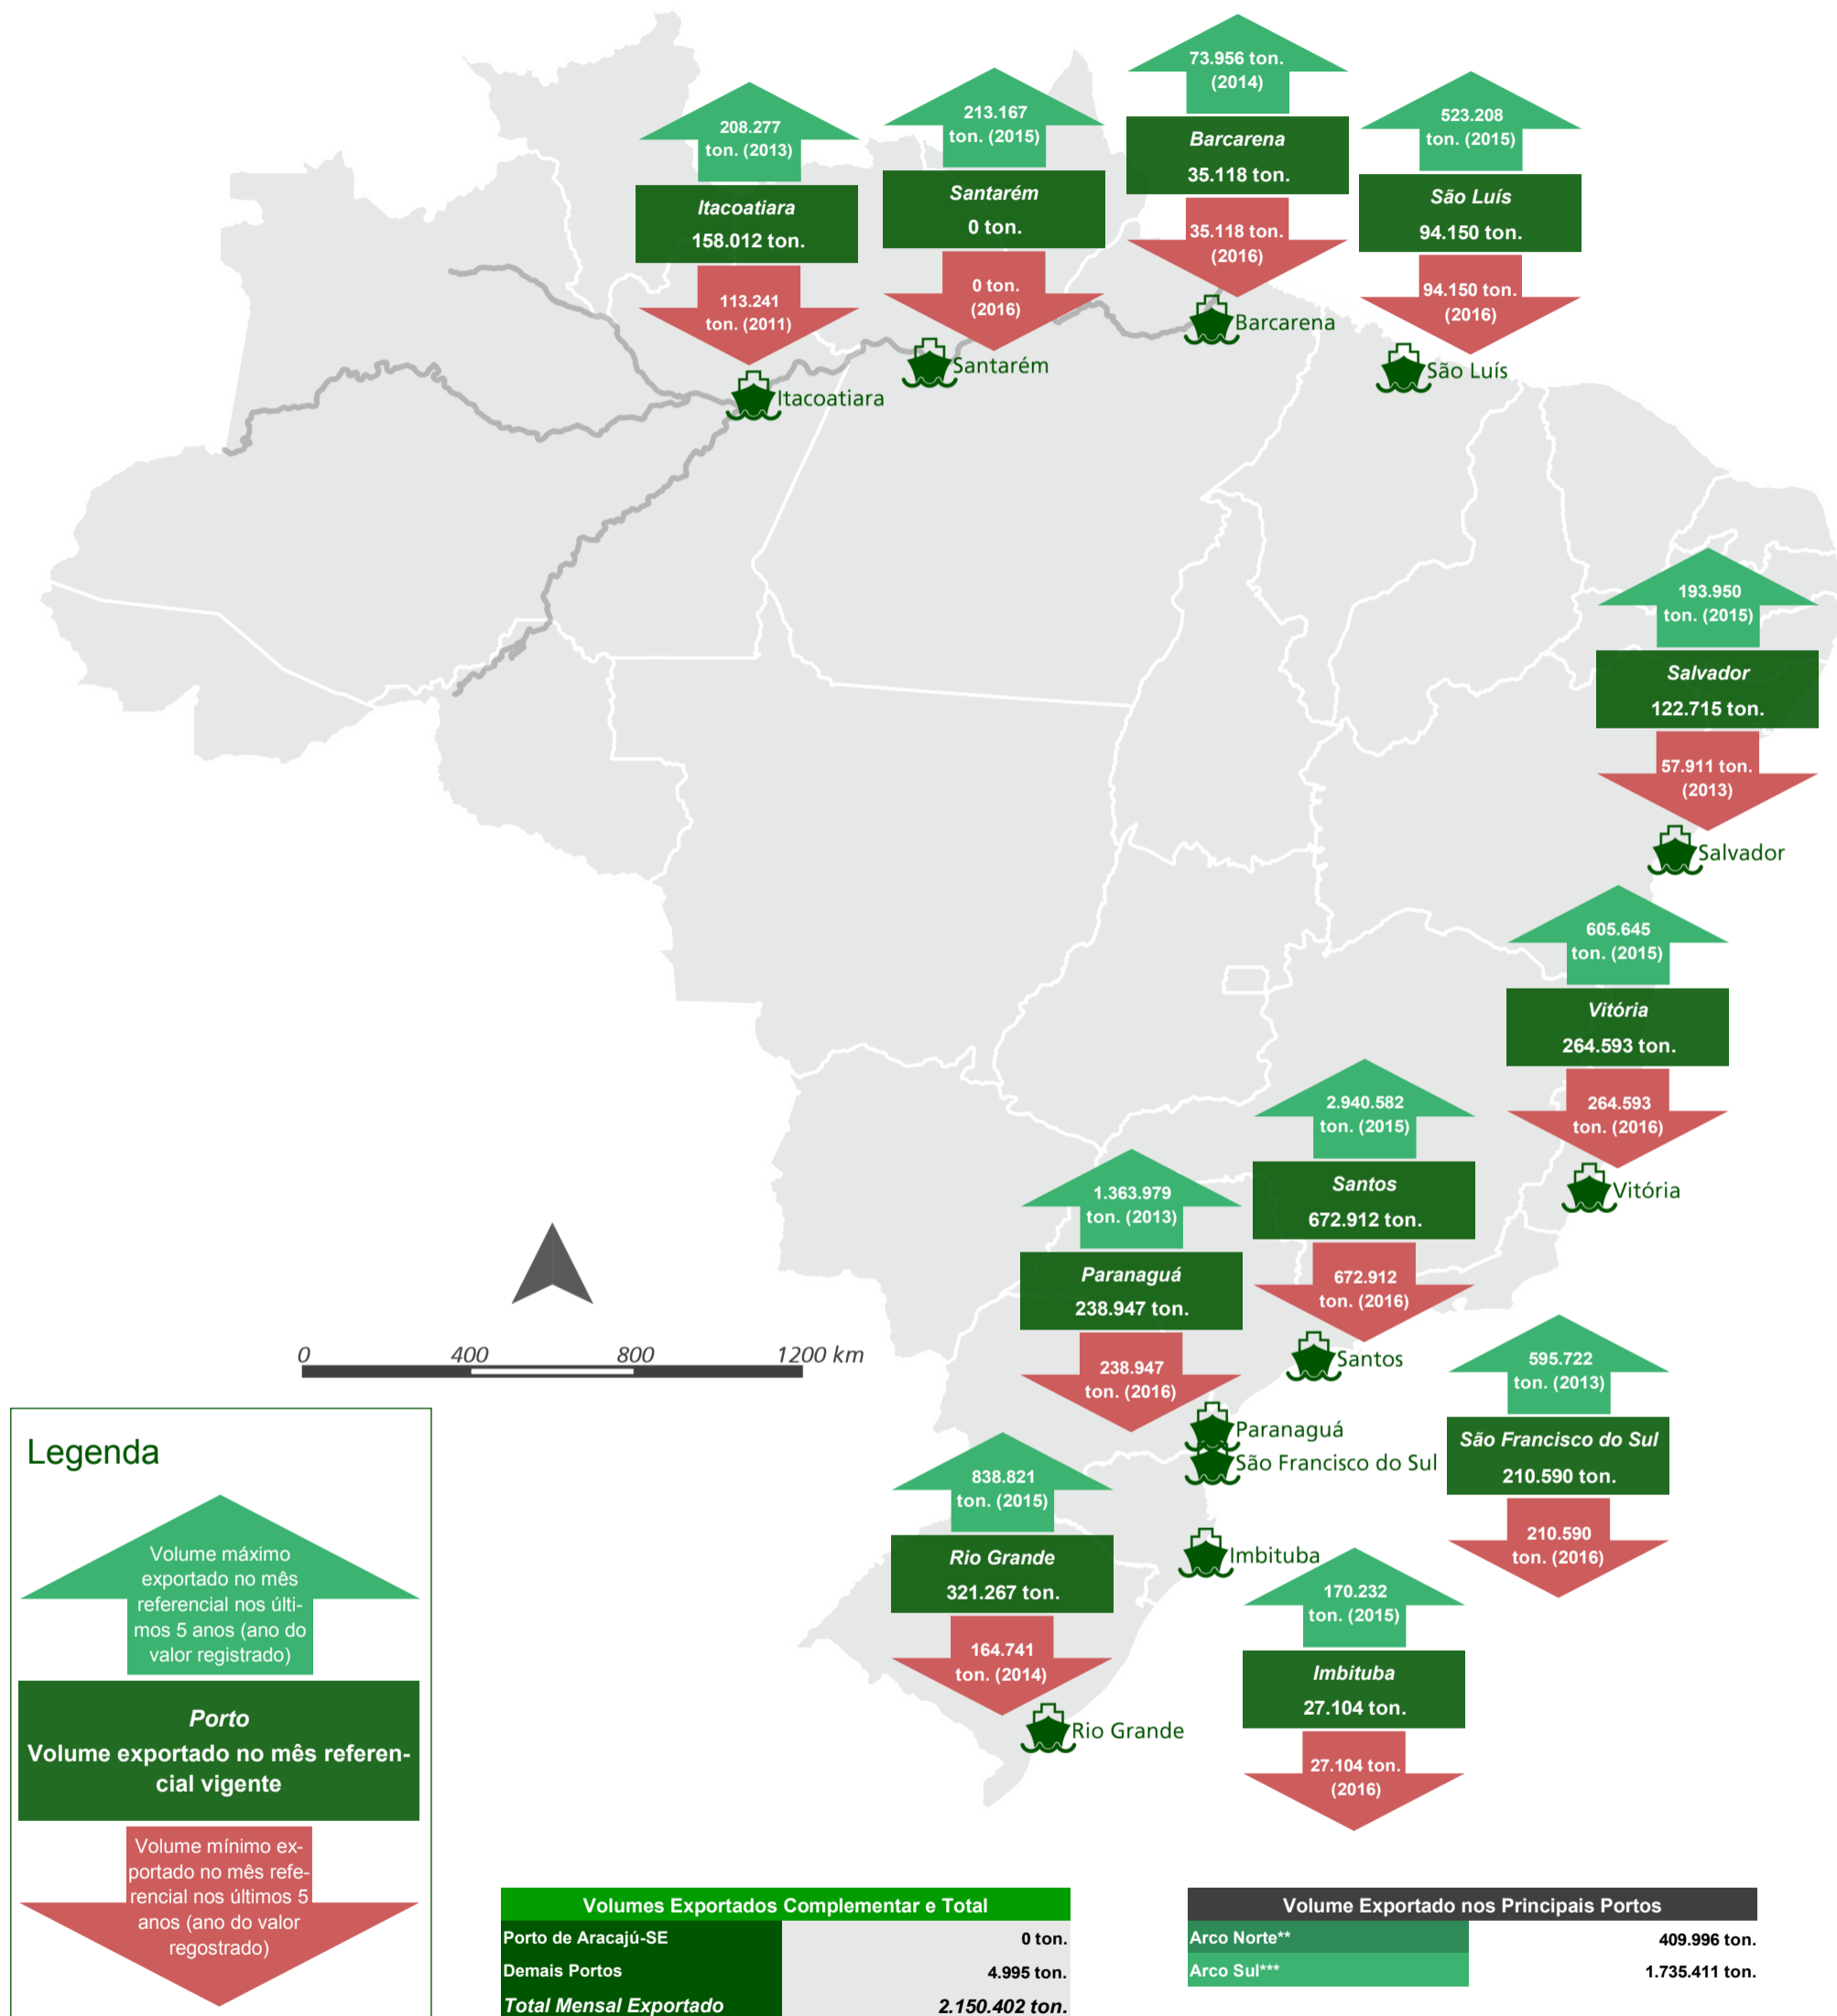 73.956 ton.
(2014)
Barcarena
35.118 ton.
35.118 ton.
(2016)
208.277
ton. (2013)
Itacoatiara
158.012 ton.
113.241
ton. (2011)
213.167
ton. (2015)
Santarém
0 ton.
0 ton.
(2016)
523.208
ton. (2015)
São Luís
94.150 ton.
94.150 ton.
(2016)
Barcarena
Santarém
São Luís
Itacoatiara
193.950
ton. (2015)
Salvador
122.715 ton.
57.911 ton.
(2013)
Salvador
605.645
ton. (2015)
Vitória
264.593 ton.
264.593
ton. (2016)
Vitória
2.940.582
ton. (2015)
Santos
672.912 ton.
672.912
ton. (2016)
Santos
1.363.979
ton. (2013)
Paranaguá
238.947 ton.
238.947
ton. (2016)
Paranaguá
São Francisco do Sul
595.722
ton. (2013)
São Francisco do Sul
210.590 ton.
210.590
ton. (2016)
0 400 800 1200 km
838.821
ton. (2015)
Rio Grande
321.267 ton.
164.741
ton. (2014)
Rio Grande
Imbituba
170.232
ton. (2015)
Imbituba
27.104 ton.
27.104 ton.
(2016)
Legenda
Volume máximo
exportado no mês
referencial nos últi-
mos 5 anos (ano do
valor registrado)
Porto
Volume exportado no mês referen-
cial vigente
Volume mínimo ex-
portado no mês refe-
rencial nos últimos 5
anos (ano do valor
regostrado)
Volumes Exportados Complementar e Total
Porto de Aracajú-SE 0 ton.
Demais Portos 4.995 ton.
Total Mensal Exportado 2.150.402 ton.
Volume Exportado nos Principais Portos
Arco Norte** 409.996 ton.
Arco Sul*** 1.735.411 ton.